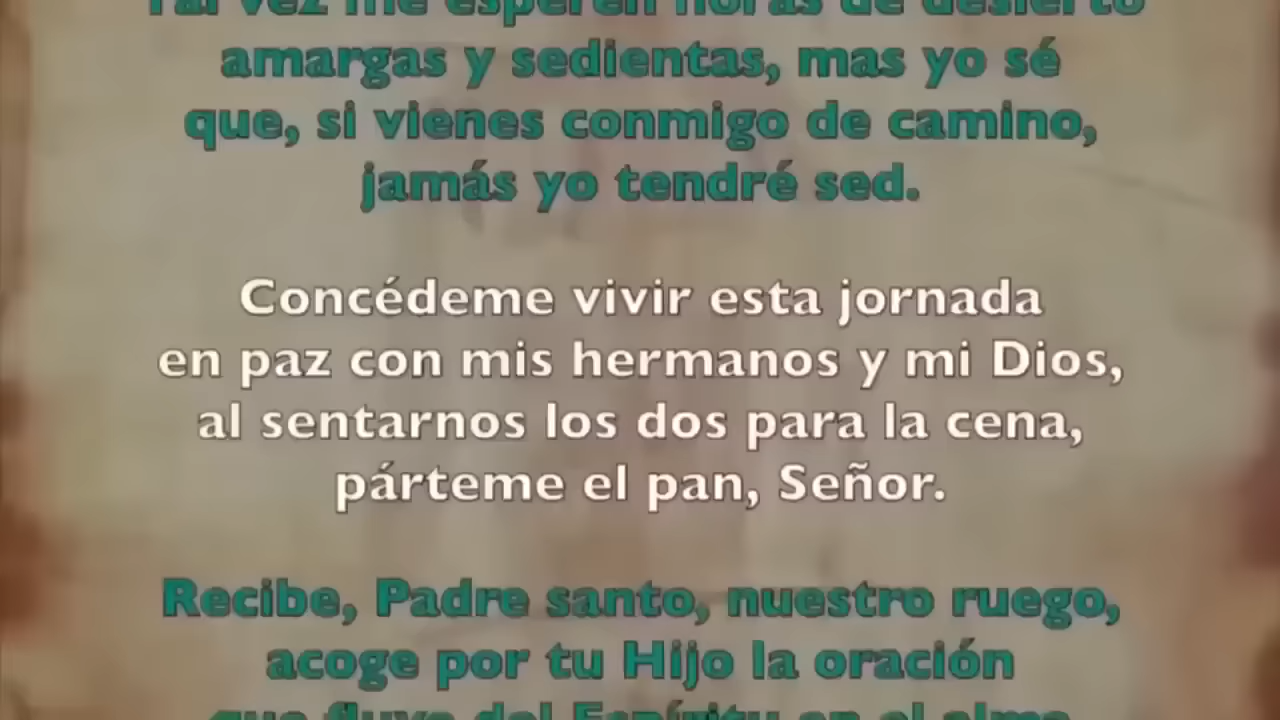 Tal vez me esperen horas de desierto
amargas y sedientas, mas yo sé
que, si vienes conmigo de camino,
jamás yo tendré sed.
Concédeme vivir esta jornada
en paz con mis hermanos y mi Dios,
al sentarnos los dos para la cena,
párteme el pan, Señor.
Recibe, Padre santo, nuestro ruego,
acoge por tu Hijo la oración
que fluye del Espíritu en el alma